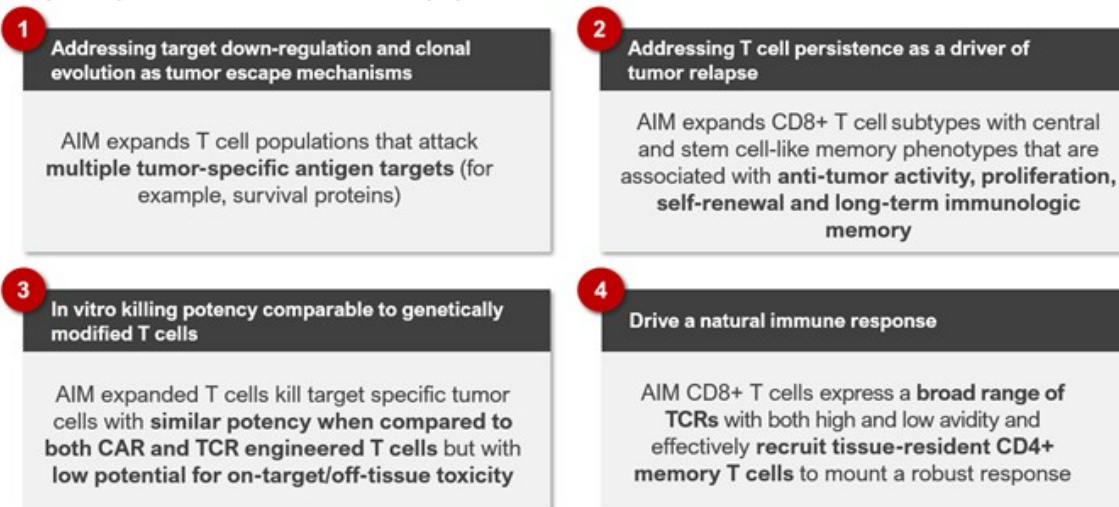 1
Addressing target down-regulation and clonal
evolution as tumor escape mechanisms
AIM expands T cell populations that attack
multiple tumor-specific antigen targets (for
example, survival proteins)
2
Addressing T cell persistence as a driver of
tumor relapse
AIM expands CD8+ T cell subtypes with central
and stem cell-like memory phenotypes that are
associated with anti-tumor activity, proliferation,
self-renewal and long-term immunologic
memory
3
In vitro killing potency comparable to genetically
modified T cells
AIM expanded T cells kill target specific tumor
cells with similar potency when compared to
both CAR and TCR engineered T cells but with
low potential for on-target/off-tissue toxicity
4
Drive a natural immune response
AIM CD8+ T cells express a broad range of
TCRs with both high and low avidity and
effectively recruit tissue-resident CD4+
memory T cells to mount a robust response